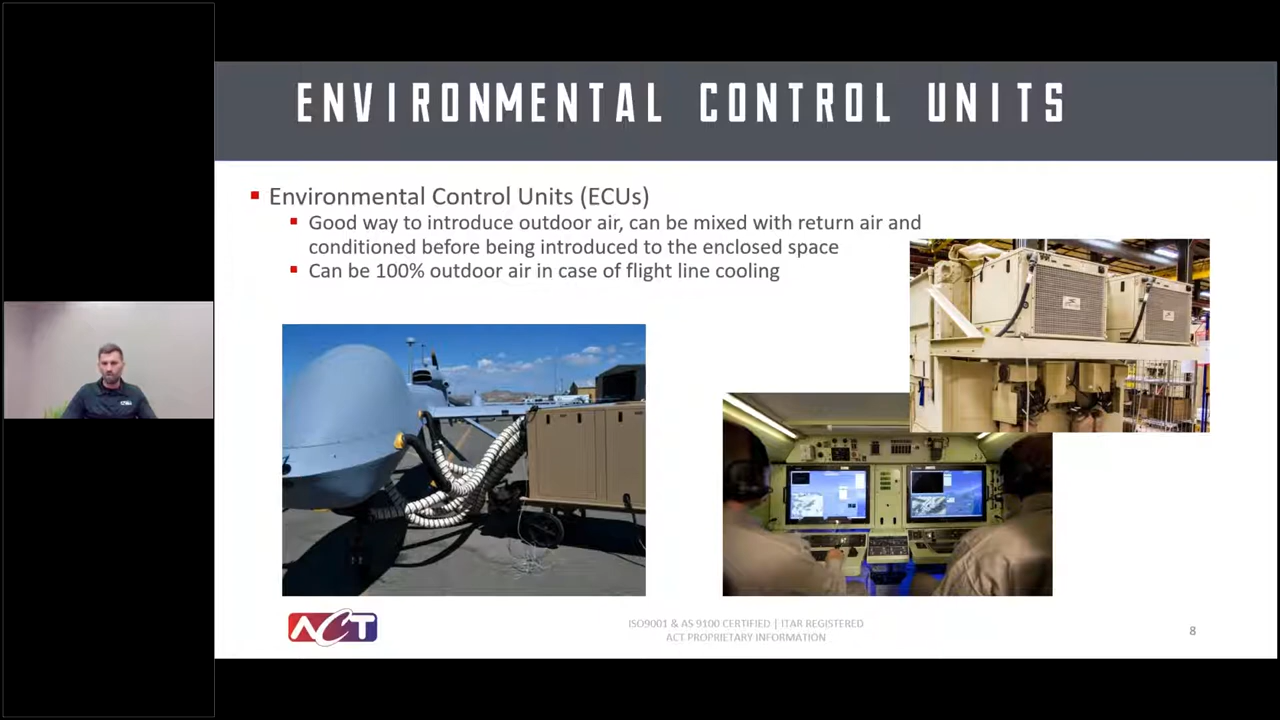 ENVIRONMENTAL CONTROL UNITS
Environmental Control Units (ECUs)
Good way to introduce outdoor air, can be mixed with return air and
conditioned before being introduced to the enclosed space
Can be 100% outdoor air in case of flight line cooling
ACT
ISO9001 & AS 9100 CERTIFIED | ITAR REGISTERED
ACT PROPRIETARY INFORMATION
8